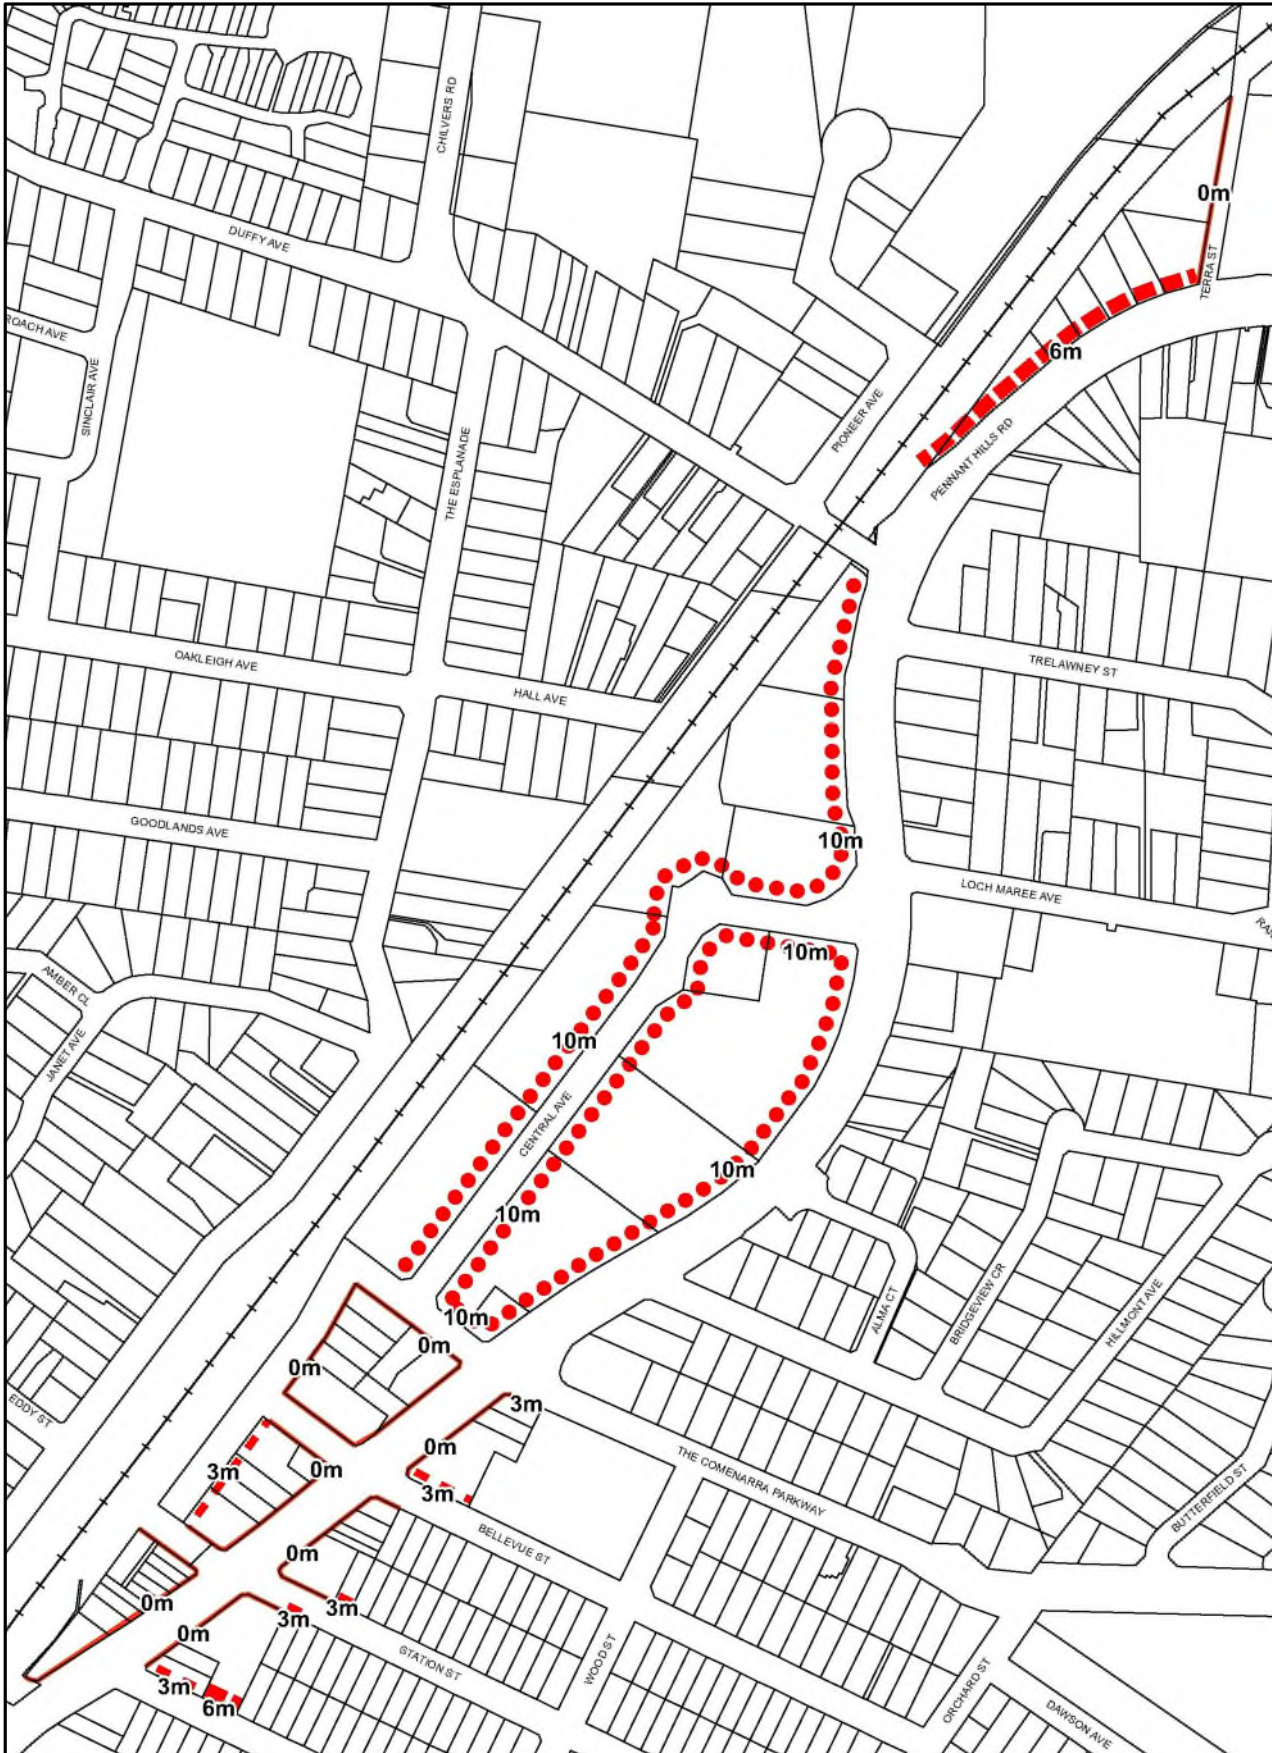 CHILVERS RD
0m
DUFFY AVE
TERRA ST
ROACH AVE
6m
SINCLAIR AVE
PIONEER AVE
THE ESPLANADE
PENNANT HILLS RD
OAKLEIGH AVE
TRELAWNEY ST
HALL AVE
GOODLANDS AVE
10m
LOCH MAREE AVE
10m
AMBER CL
JANET AVE
10m
CENTRAL AVE
10m
10m
ALMA CT
BRIDGEVIEW CR
HILLMONT AVE
10m
0m
0m
EDDY ST
3m
0m
3m
0m
3m
THE COMENARRA PARKWAY
BUTTERFIELD ST
BELLEVUE ST
0m
0m
3m
3m
0m
STATION ST
WOOD ST
3m
6m
ORCHARD ST
DAWSON AVE